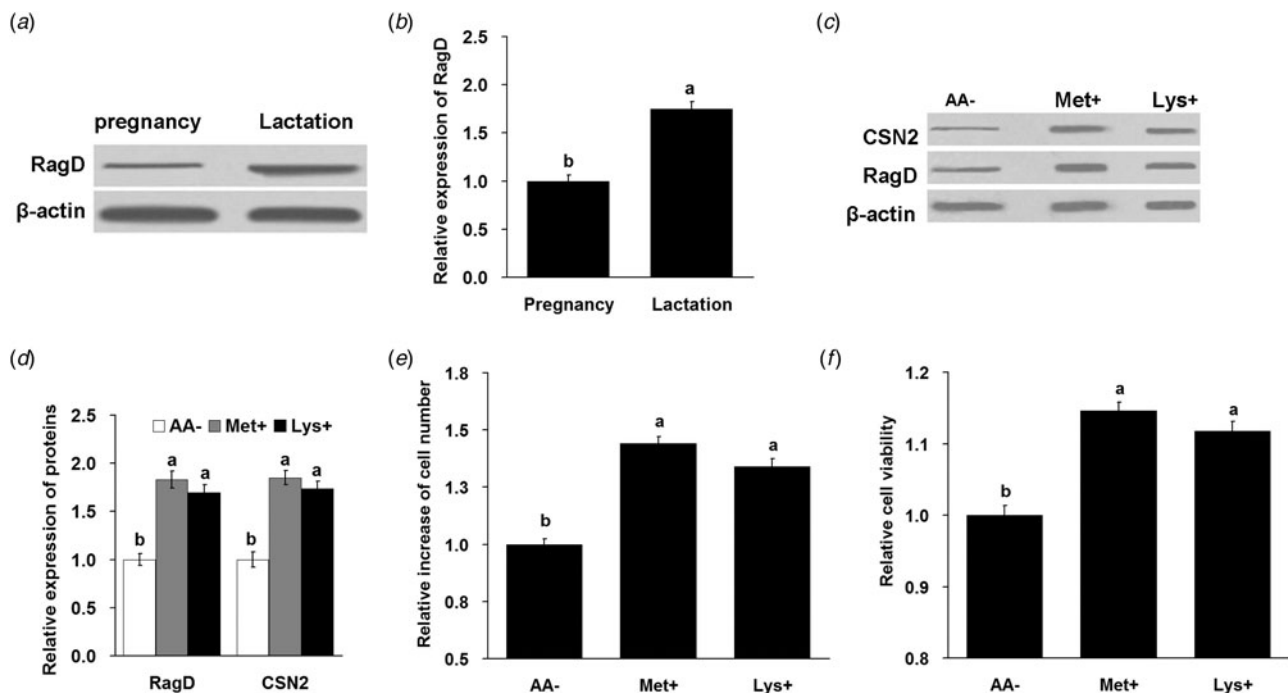 (a)
pregnancy Lactation
RagD
β-actin
(b)
Relative expression of RagD
2.5
2.0
1.5
1.0
0.5
0.0
b
a
Pregnancy Lactation
(c)
AA- Met+ Lys+
CSN2
RagD
β-actin
(d)
Relative expression of proteins
2.5
2.0
1.5
1.0
0.5
0.0
AA- Met+ Lys+
b a a b a a
RagD CSN2
(e)
Relative increase of cell number
1.8
1.5
1.3
1.0
0.8
0.5
b a a
AA- Met+ Lys+
(f)
Relative cell viability
1.2
1.1
1.0
0.9
0.8
b a a
AA- Met+ Lys+